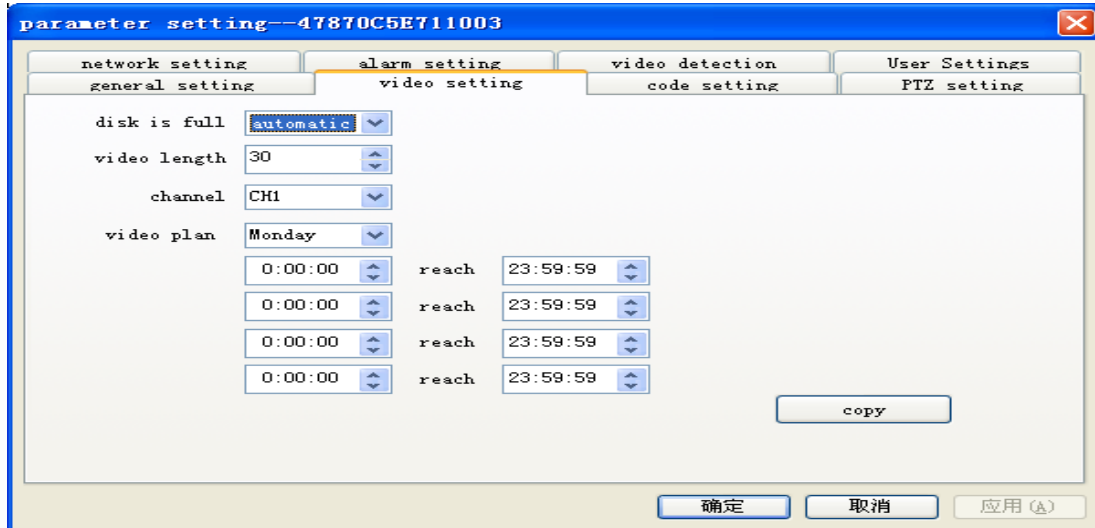 parameter setting--47870C5E711003
network setting alarm setting video detection User Settings
general setting video setting code setting PTZ setting
disk is full automatic
video length 30
channel CH1
video plan Monday
0:00:00 reach 23:59:59
0:00:00 reach 23:59:59
0:00:00 reach 23:59:59
0:00:00 reach 23:59:59
copy
确定 取消 应用(A)